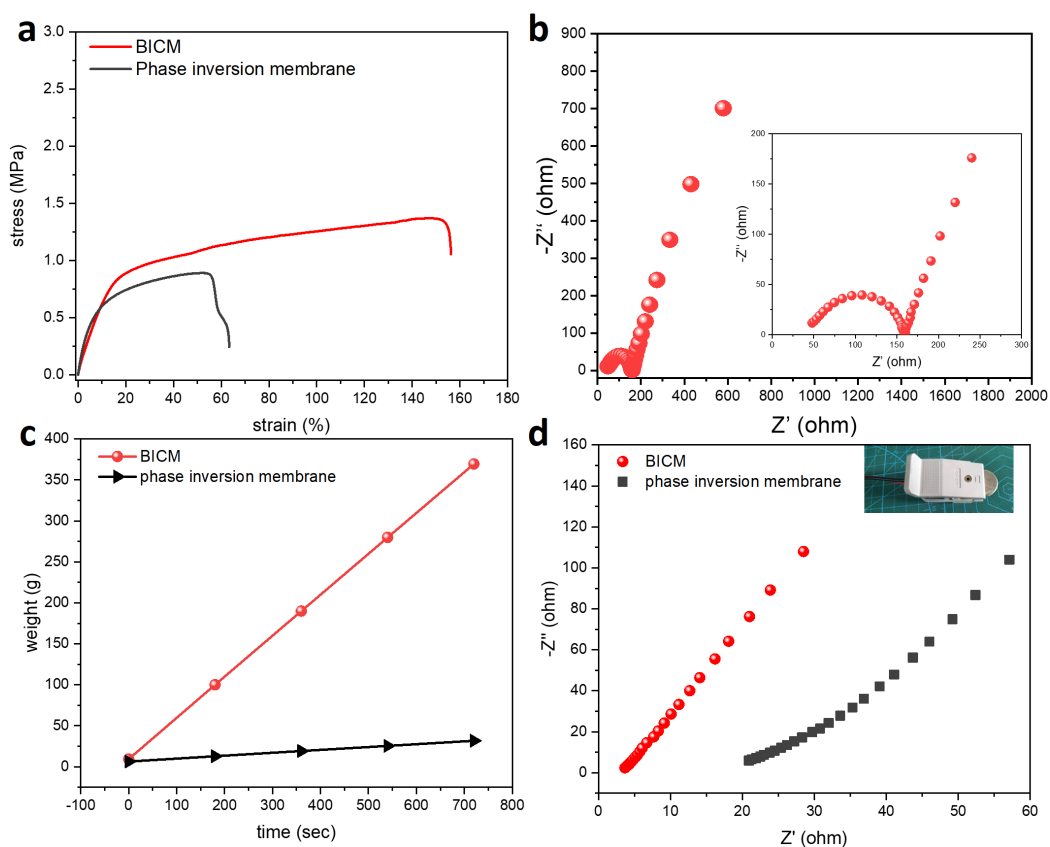 a
3.0
2.5
2.0
1.5
1.0
0.5
0.0
stress (MPa)
BICM
Phase inversion membrane
0 20 40 60 80 100 120 140 160 180
strain (%)
b
900
800
700
600
500
400
300
200
100
0
-Z’‘ (ohm)
0 200 400 600 800 1000 1200 1400 1600 1800 2000
Z’ (ohm)
200
150
100
50
0
-Z'' (ohm)
0 50 100 150 200 250 300
Z' (ohm)
c
400
350
300
250
200
150
100
50
0
weight (g)
BICM
phase inversion membrane
-100 0 100 200 300 400 500 600 700 800
time (sec)
d
160
140
120
100
80
60
40
20
0
-Z'' (ohm)
BICM
phase inversion membrane
0 10 20 30 40 50 60
Z' (ohm)